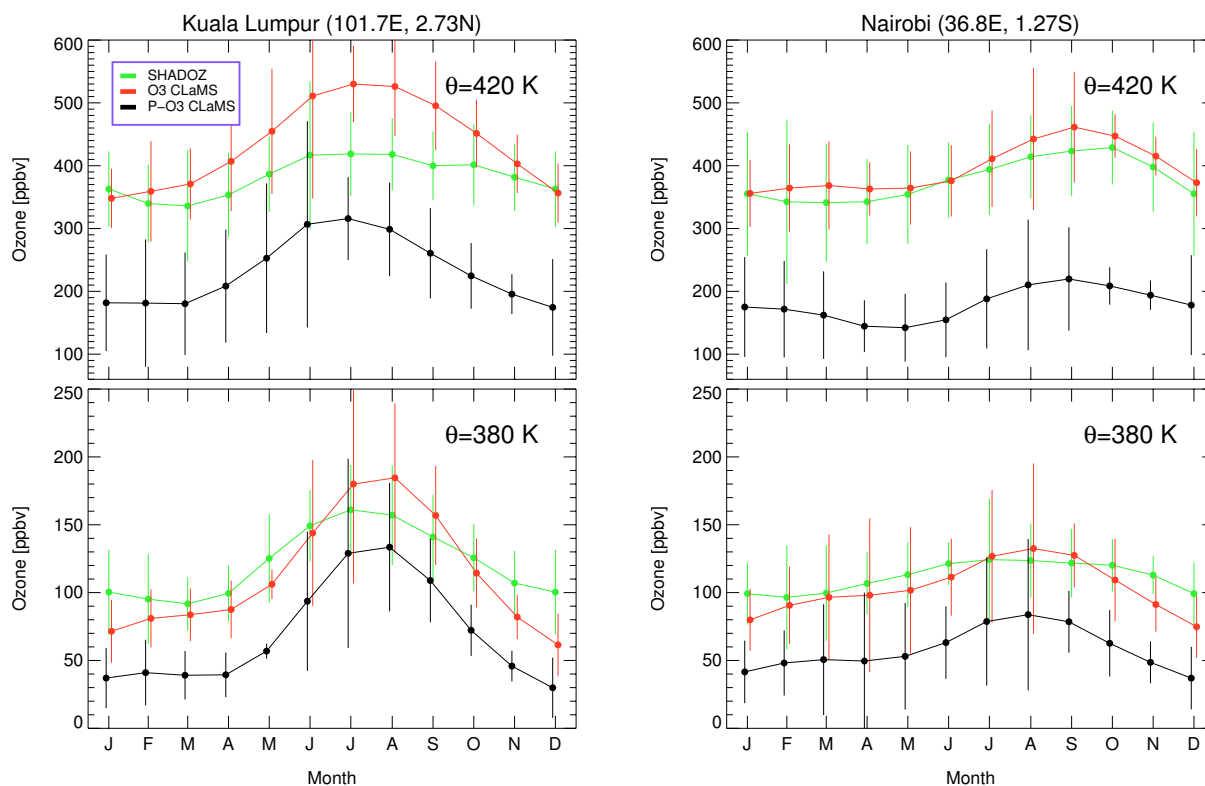 Kuala Lumpur (101.7E, 2.73N)
600
500
400
300
200
100
Ozone [ppbv]
SHADOZ
O3 CLaMS
P−O3 CLaMS
θ=420 K
250
200
150
100
50
0
Ozone [ppbv]
θ=380 K
J F M A M J J A S O N D
Month
Nairobi (36.8E, 1.27S)
600
500
400
300
200
100
Ozone [ppbv]
θ=420 K
250
200
150
100
50
0
Ozone [ppbv]
θ=380 K
J F M A M J J A S O N D
Month